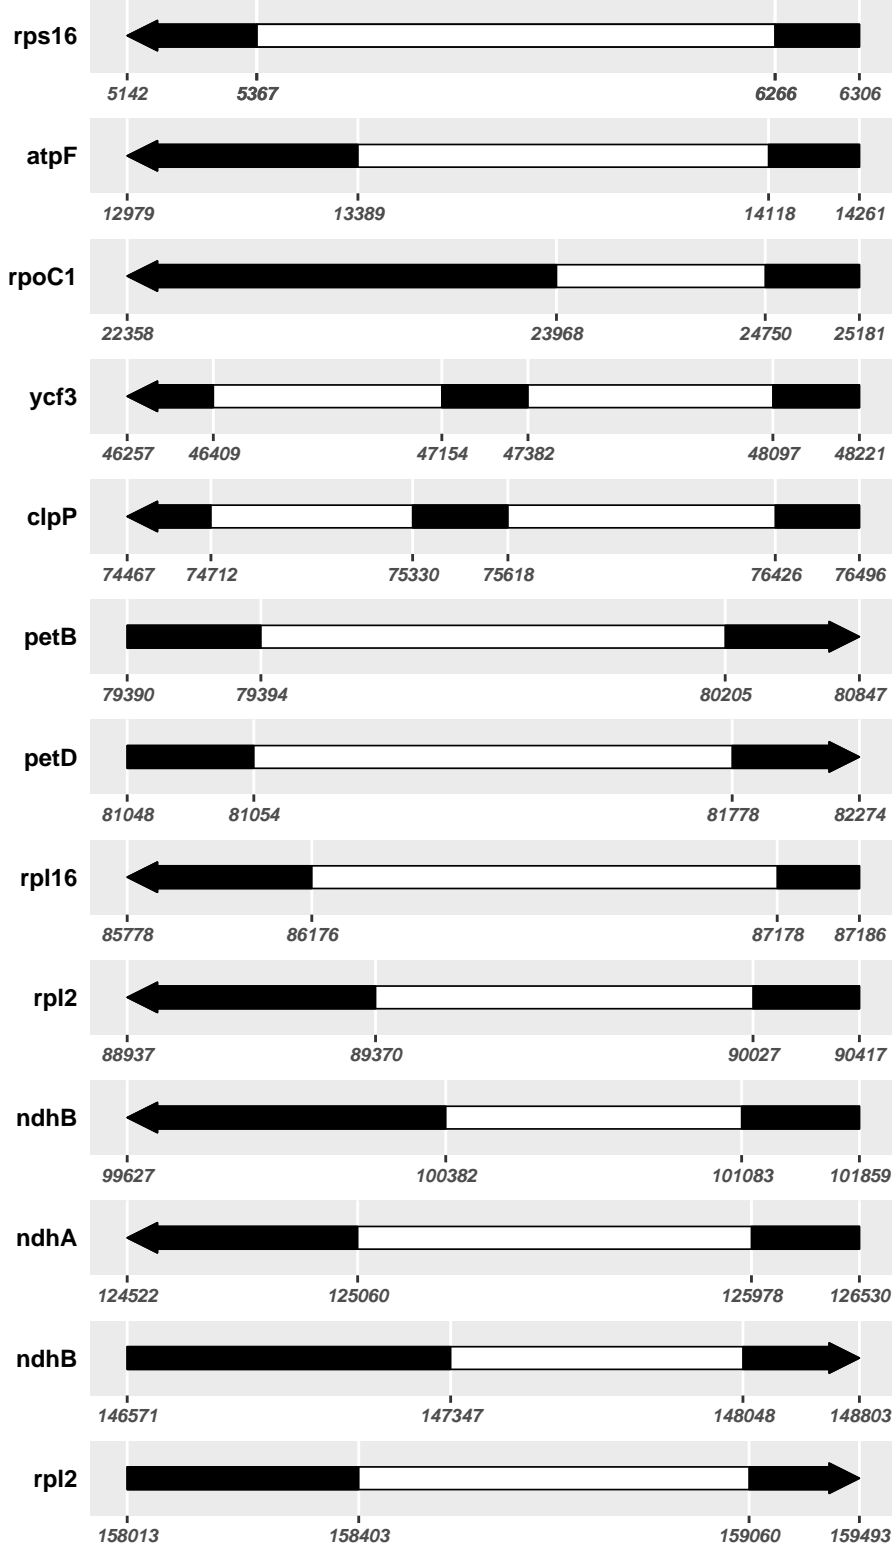 rps16
5142 5367 6266 6306
atpF
12979 13389 14118 14261
rpoC1
22358 23968 24750 25181
ycf3
46257 46409 47154 47382 48097 48221
clpP
74467 74712 75330 75618 76426 76496
petB
79390 79394 80205 80847
petD
81048 81054 81778 82274
rpl16
85778 86176 87178 87186
rpl2
88937 89370 90027 90417
ndhB
99627 100382 101083 101859
ndhA
124522 125060 125978 126530
ndhB
146571 147347 148048 148803
rpl2
158013 158403 159060 159493